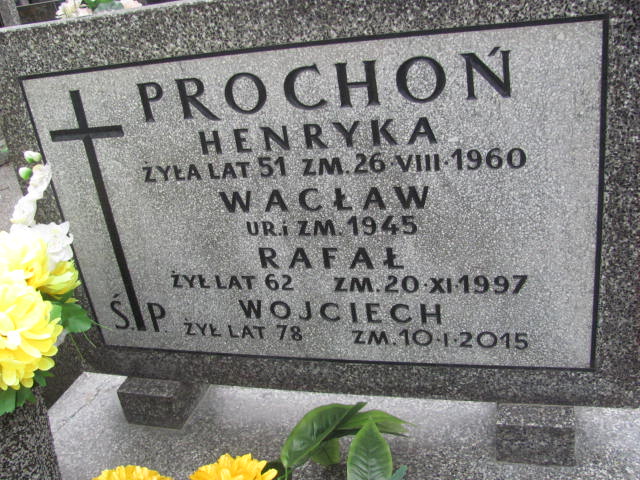 PROCHOŃ
HENRYKA
ŻYŁA LAT 51 ZM. 26·VIII·1960
WACŁAW
UR. i ZM. 1945
RAFAŁ
ŻYŁ LAT 62 ZM. 20·XI·1997
WOJCIECH
Ś.P. ŻYŁ LAT 78 ZM. 10·I·2015